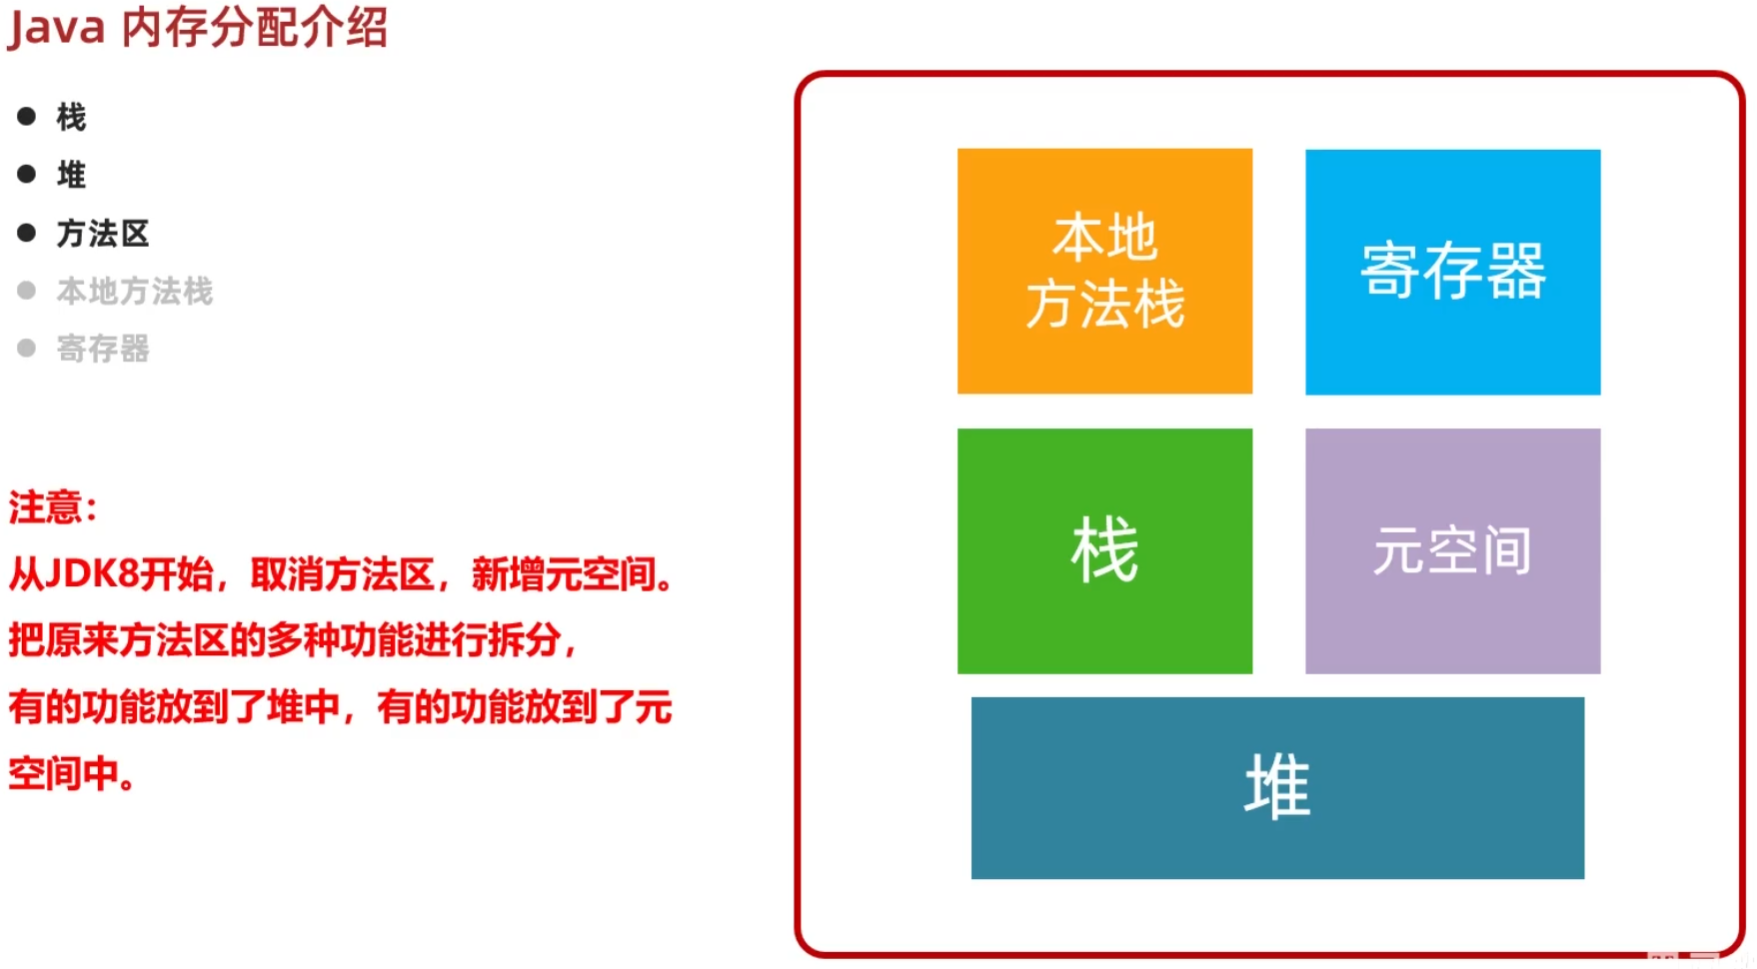 Java 内存分配介绍
栈
堆
方法区
本地方法栈
寄存器
注意：
从JDK8开始，取消方法区，新增元空间。
把原来方法区的多种功能进行拆分，
有的功能放到了堆中，有的功能放到了元
空间中。
本地
方法栈
寄存器
栈
元空间
堆